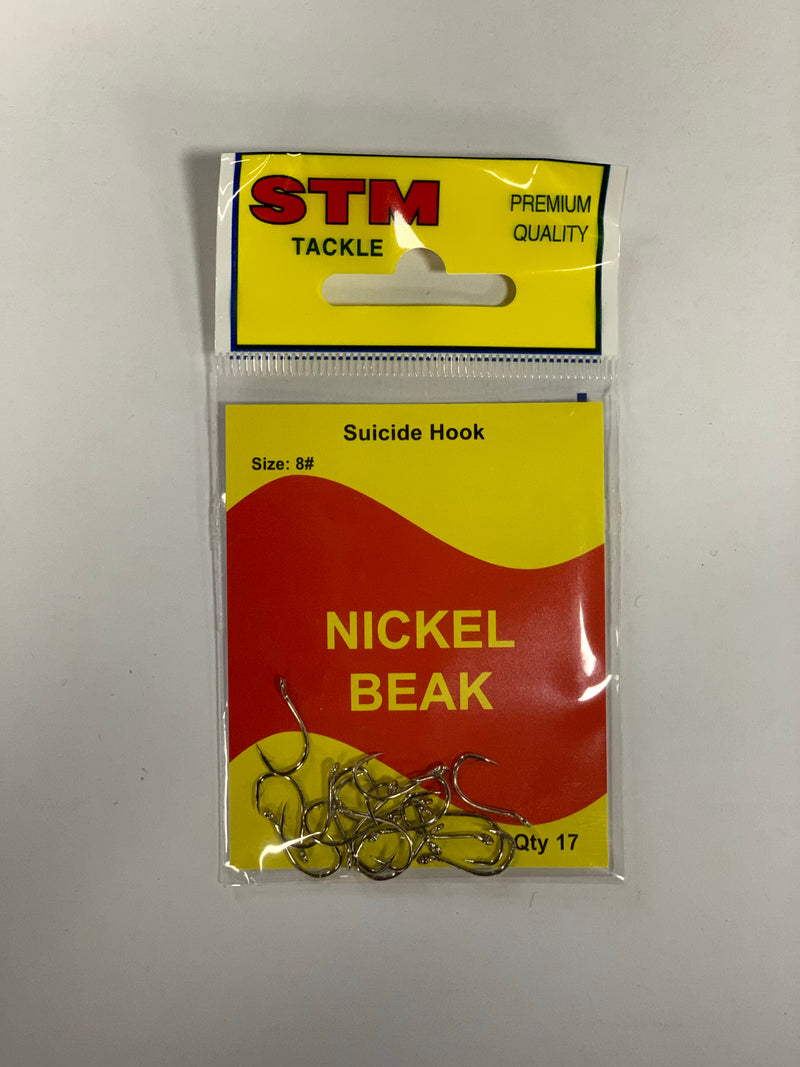 STM
TACKLE
PREMIUM
QUALITY
Suicide Hook
Size: 8#
NICKEL
BEAK
Qty 17